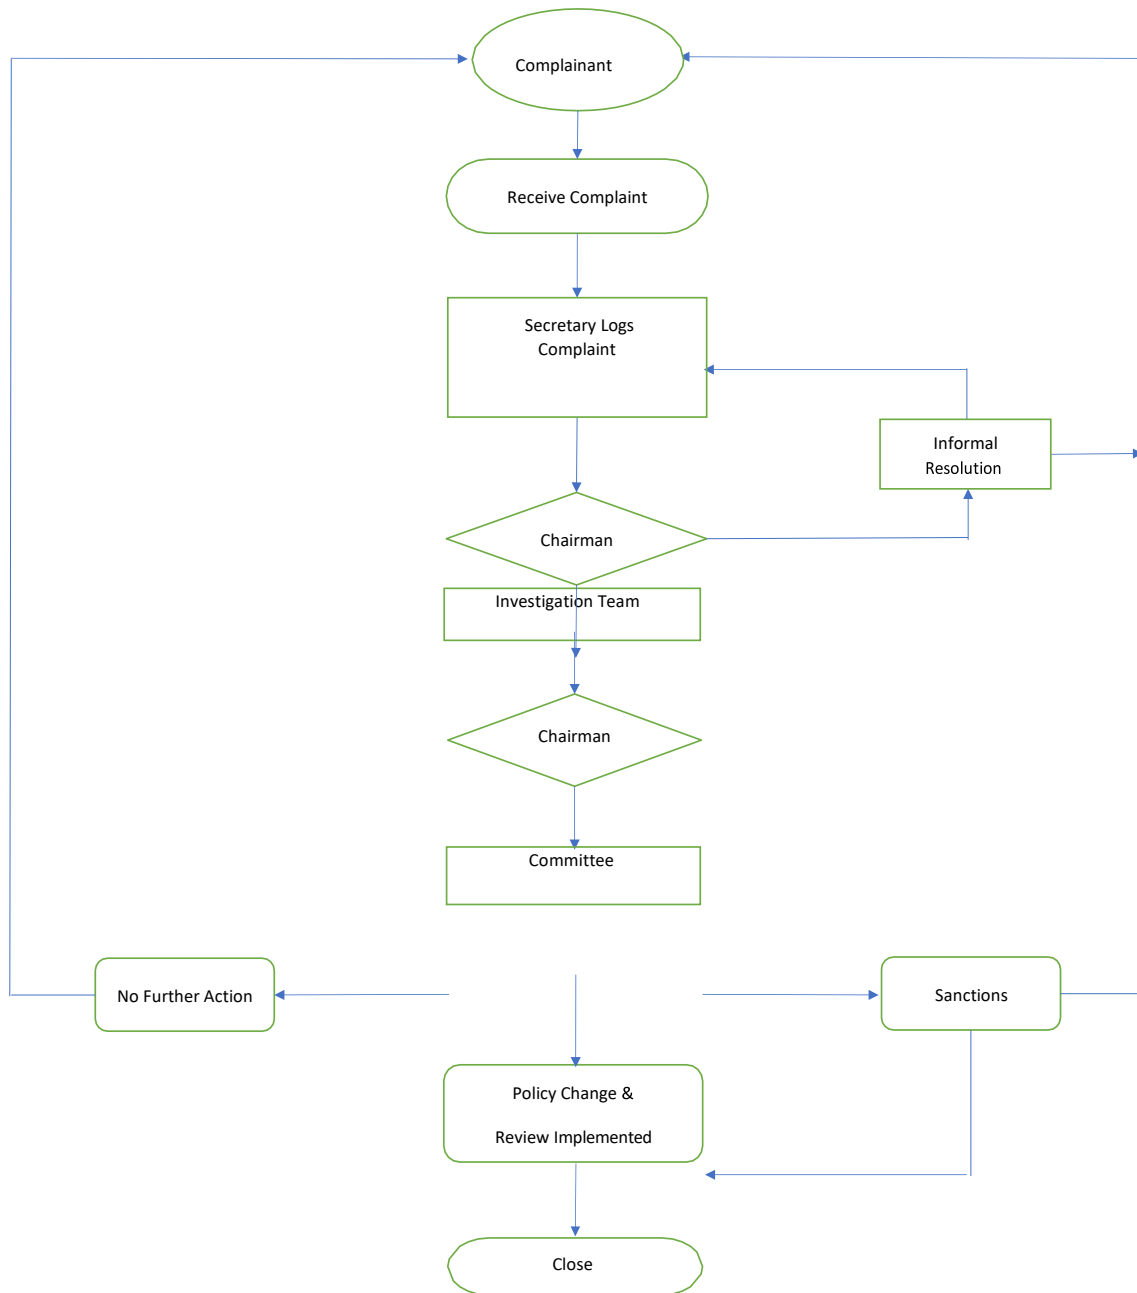 Complainant
Receive Complaint
Secretary Logs
Complaint
Informal
Resolution
Chairman
Investigation Team
Chairman
Committee
No Further Action
Sanctions
Policy Change &
Review Implemented
Close